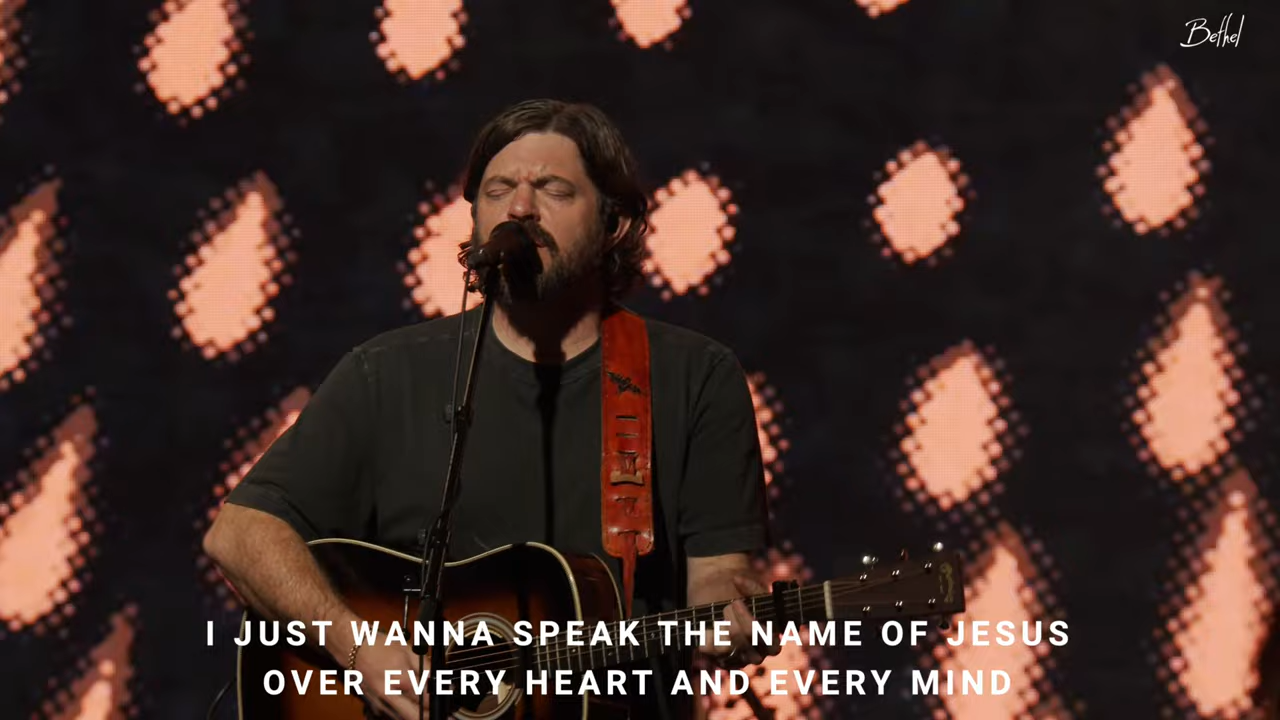 Bethel
I JUST WANNA SPEAK THE NAME OF JESUS
OVER EVERY HEART AND EVERY MIND